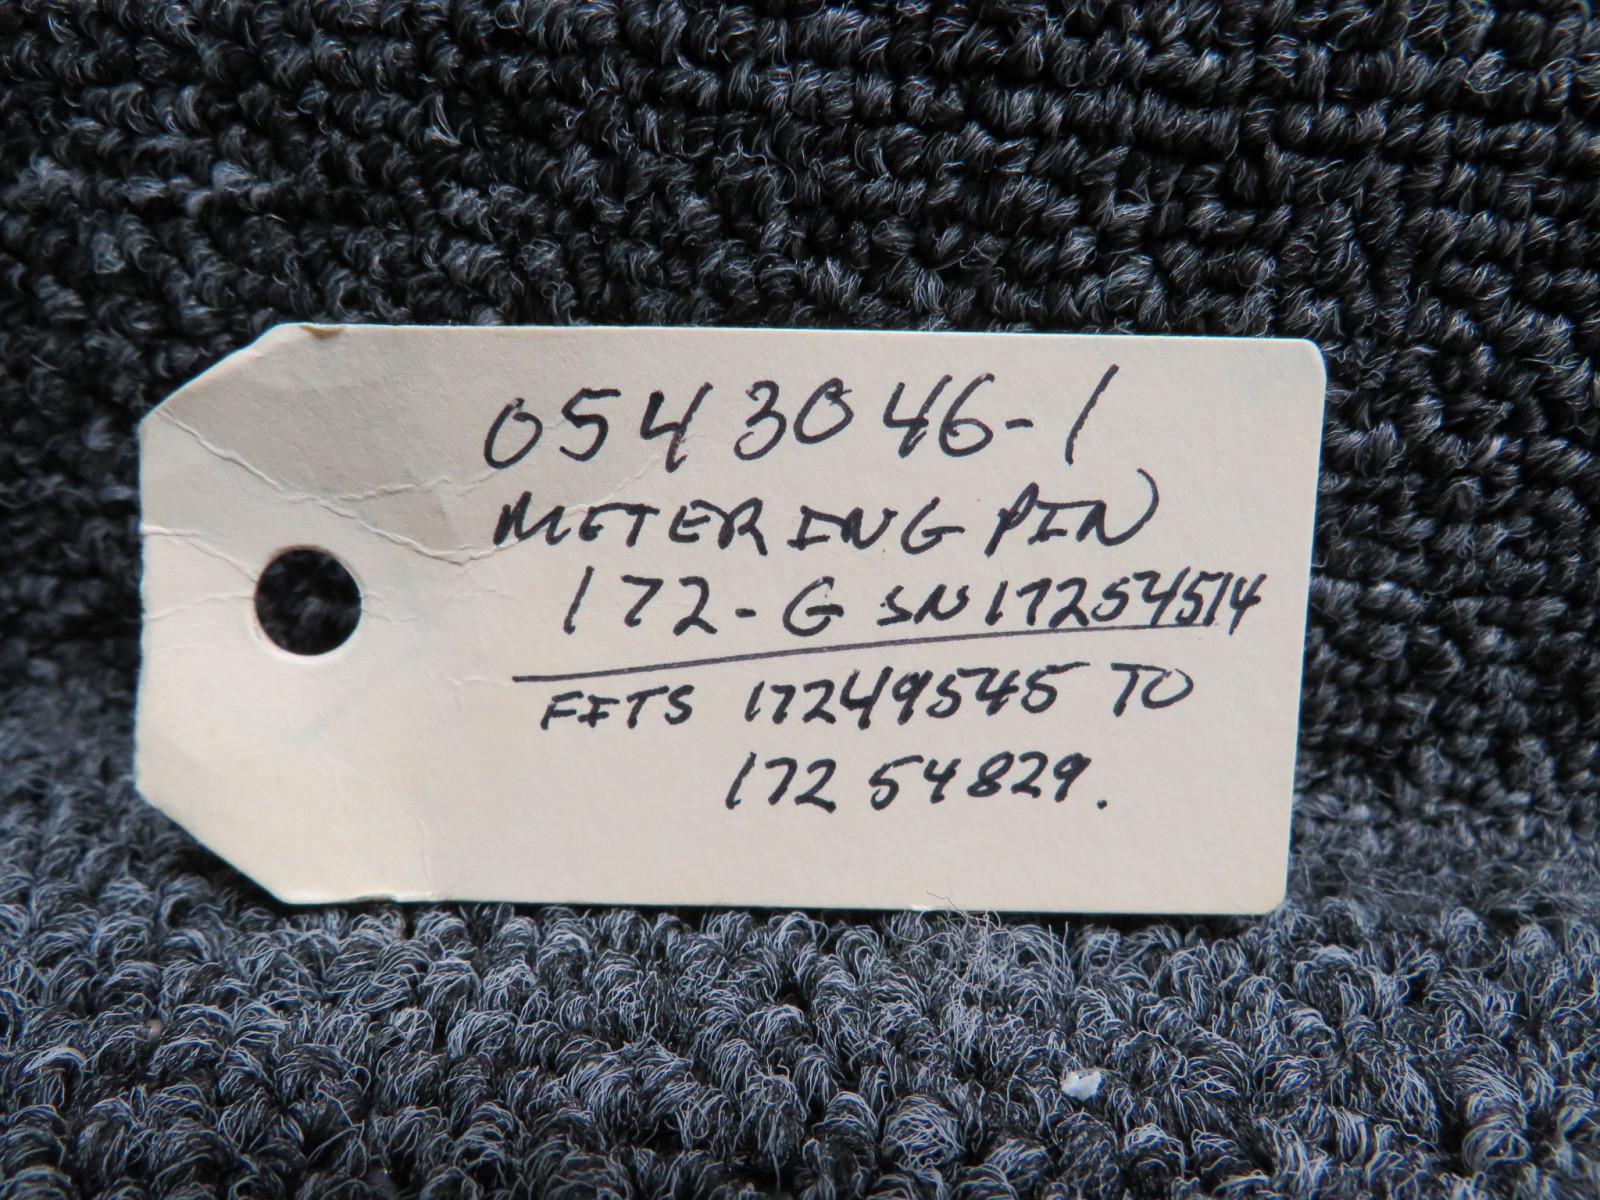 0543046-1
METERING PIN
172-G SN 17254514
FITS 17249545 TO
17254829.